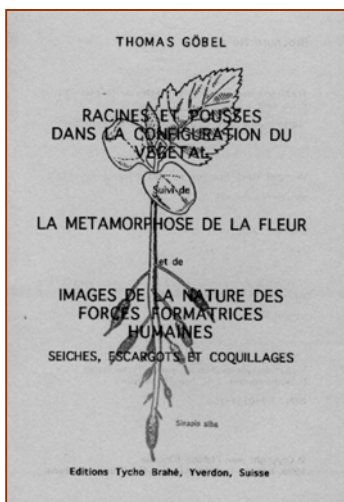 THOMAS GÖBEL
RACINES ET POUSSES
DANS LA CONFIGURATION DU
VEGETAL
Suivi de
LA METAMORPHOSE DE LA FLEUR
et de
IMAGES DE LA NATURE DES
FORCES FORMATRICES
HUMAINES
SEICHES, ESCARGOTS ET COQUILLAGES
Sinapis alba
Editions Tycho Brahé, Yverdon, Suisse